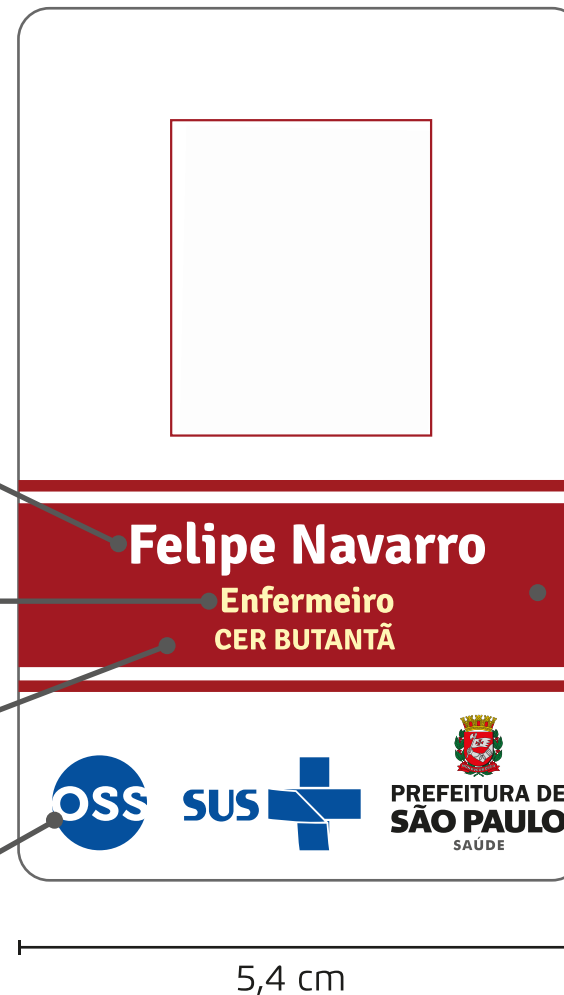 Felipe Navarro
Enfermeiro
CER BUTANTÃ
OSS
SUS
PREFEITURA DE
SÃO PAULO
SAÚDE
5,4 cm